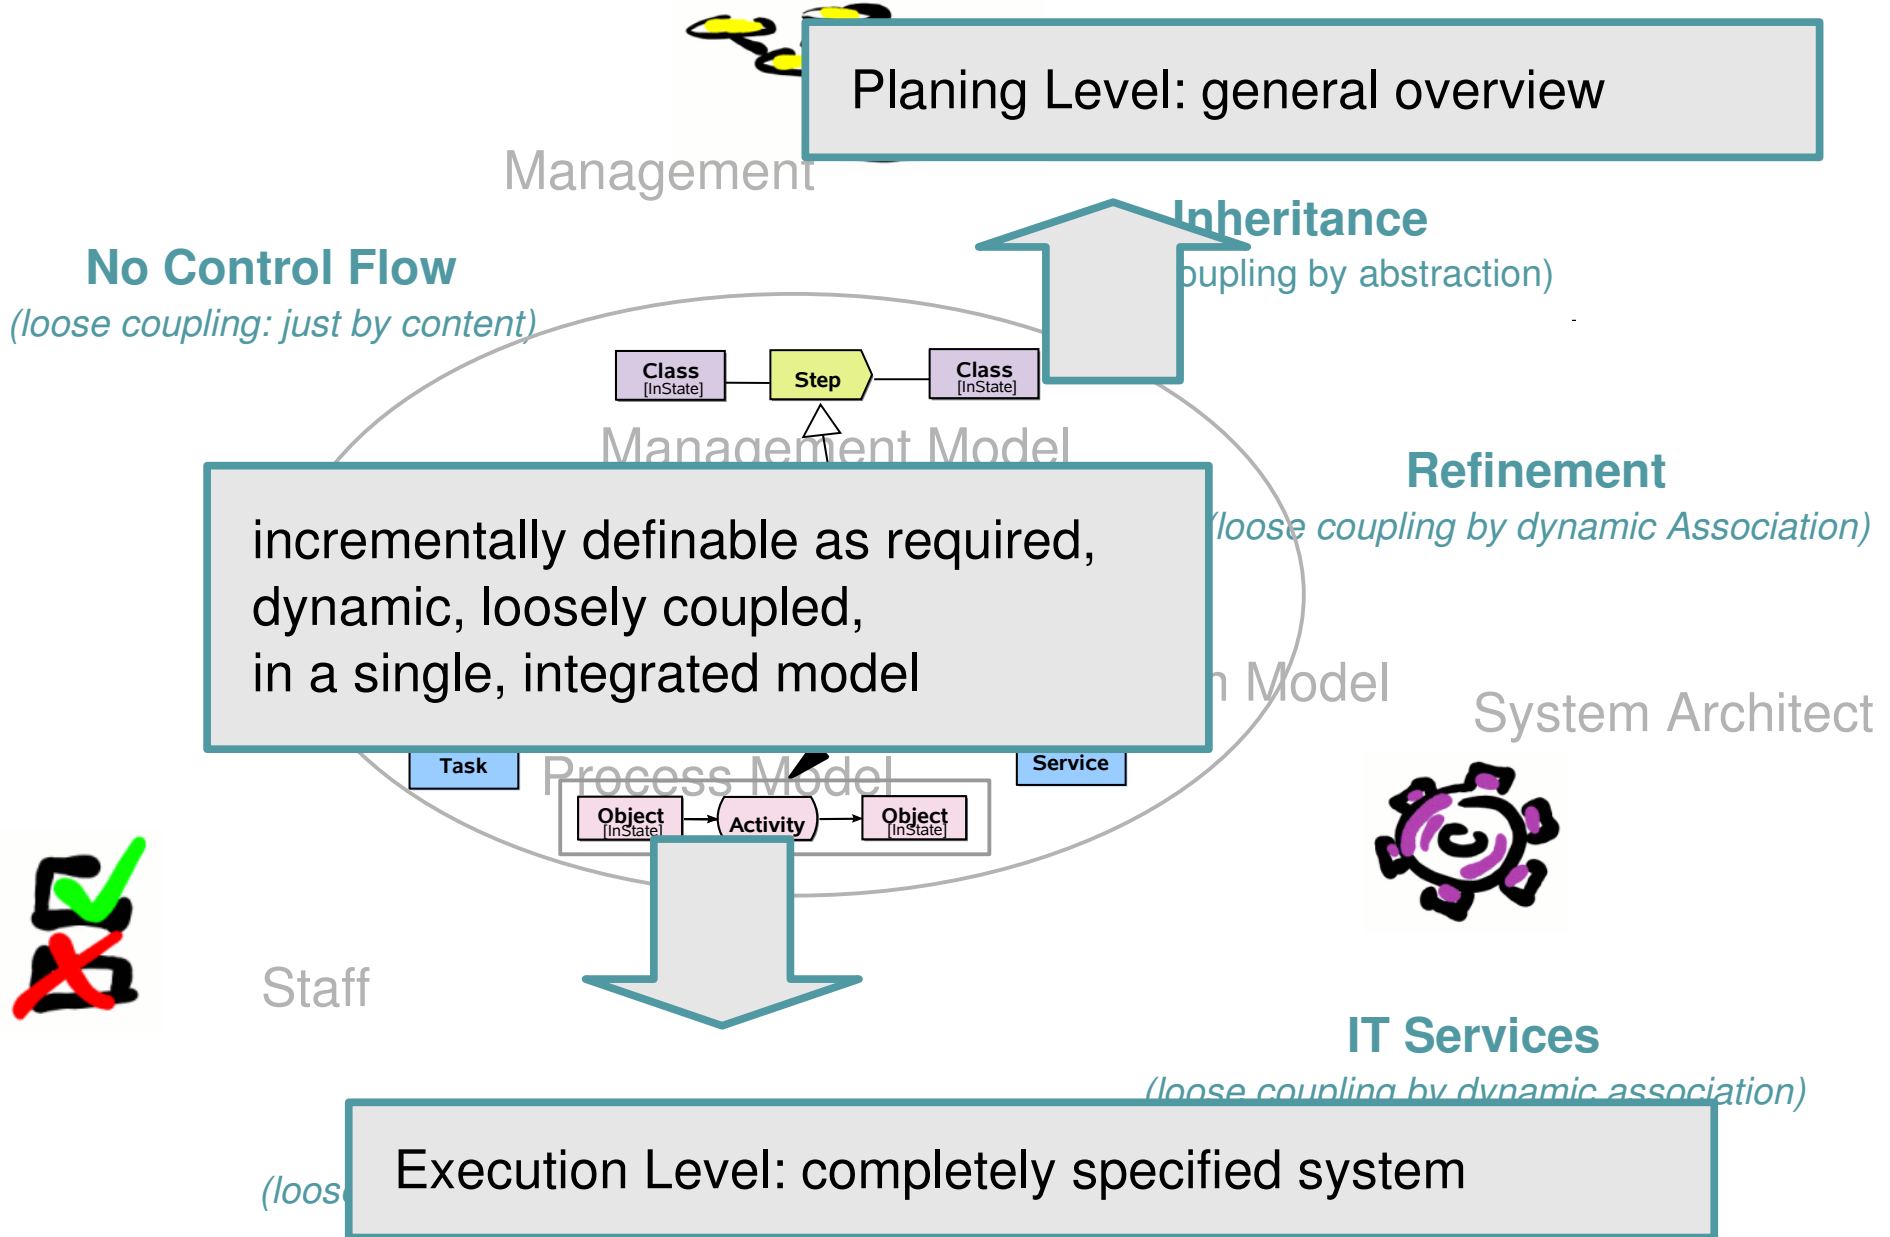 Planing Level: general overview
Management
Inheritance
coupling by abstraction)
No Control Flow
(loose coupling: just by content)
Class
[InState]
Step
Class
[InState]
Management Model
Refinement
(loose coupling by dynamic Association)
incrementally definable as required,
dynamic, loosely coupled,
in a single, integrated model
Model
System Architect
Task
Process Model
Service
Object
[InState]
Activity
Object
[InState]
Staff
IT Services
(loose coupling by dynamic association)
Execution Level: completely specified system
(loose